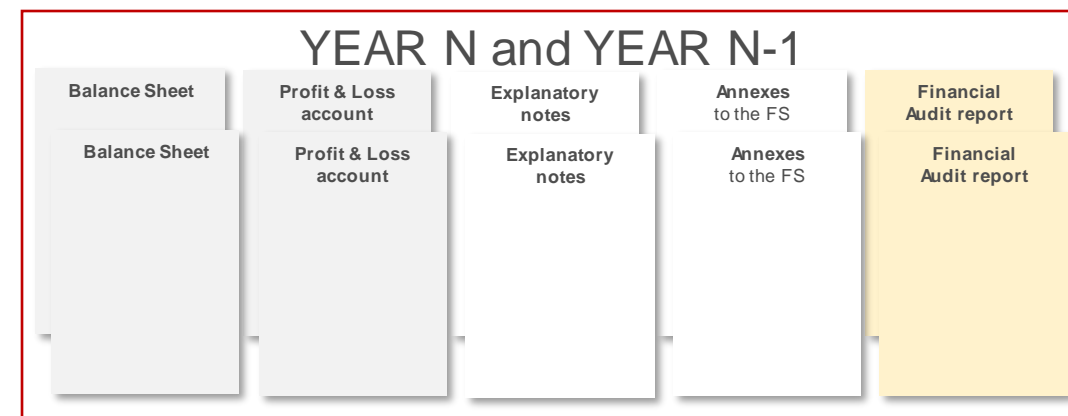 YEAR N and YEAR N-1
Balance Sheet
Profit & Loss
account
Explanatory
notes
Annexes
to the FS
Financial
Audit report
Balance Sheet
Profit & Loss
account
Explanatory
notes
Annexes
to the FS
Financial
Audit report